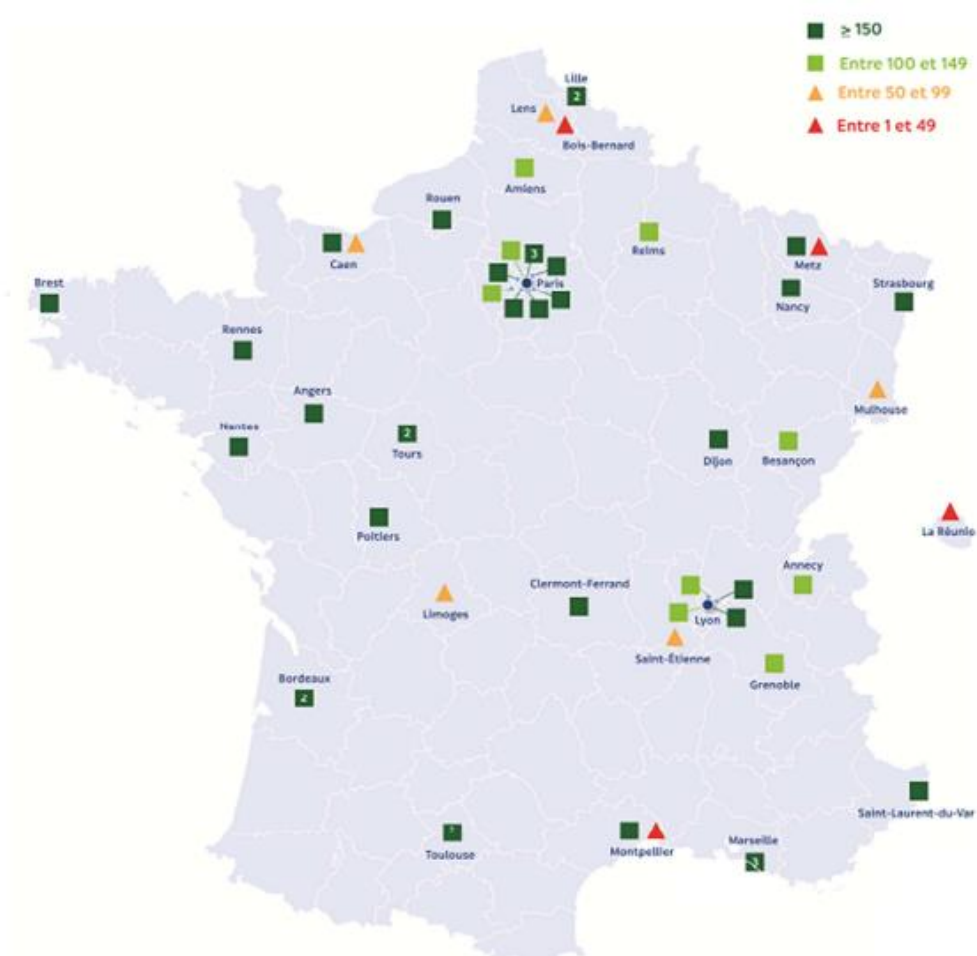 ≥ 150
Entre 100 et 149
Entre 50 et 99
Entre 1 et 49
Lille
2
Lens
Bois-Bernard
Amiens
Rouen
Reims
Caen
3
Paris
Metz
Nancy
Strasbourg
Brest
Rennes
Mulhouse
Angers
Nantes
2
Tours
Dijon
Besançon
Poitiers
La Réunio
Annecy
Clermont-Ferrand
Limoges
Lyon
Saint-Étienne
Grenoble
Bordeaux
2
Saint-Laurent-du-Var
Toulouse
Montpellier
Marseille
3